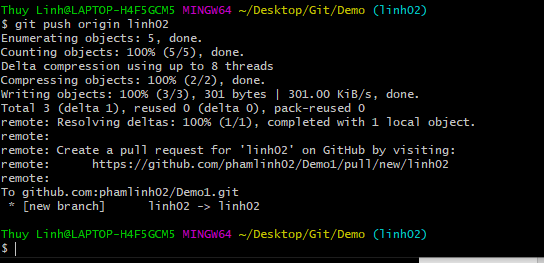 Thuy Linh@LAPTOP-H4F5GCM5 MINGW64 ~/Desktop/Git/Demo (linh02)
$ git push origin linh02
Enumerating objects: 5, done.
Counting objects: 100% (5/5), done.
Delta compression using up to 8 threads
Compressing objects: 100% (2/2), done.
Writing objects: 100% (3/3), 301 bytes | 301.00 KiB/s, done.
Total 3 (delta 1), reused 0 (delta 0), pack-reused 0
remote: Resolving deltas: 100% (1/1), completed with 1 local object.
remote:
remote: Create a pull request for 'linh02' on GitHub by visiting:
remote:      https://github.com/phamlinh02/Demo1/pull/new/linh02
remote:
To github.com:phamlinh02/Demo1.git
 * [new branch]      linh02 -> linh02
Thuy Linh@LAPTOP-H4F5GCM5 MINGW64 ~/Desktop/Git/Demo (linh02)
$